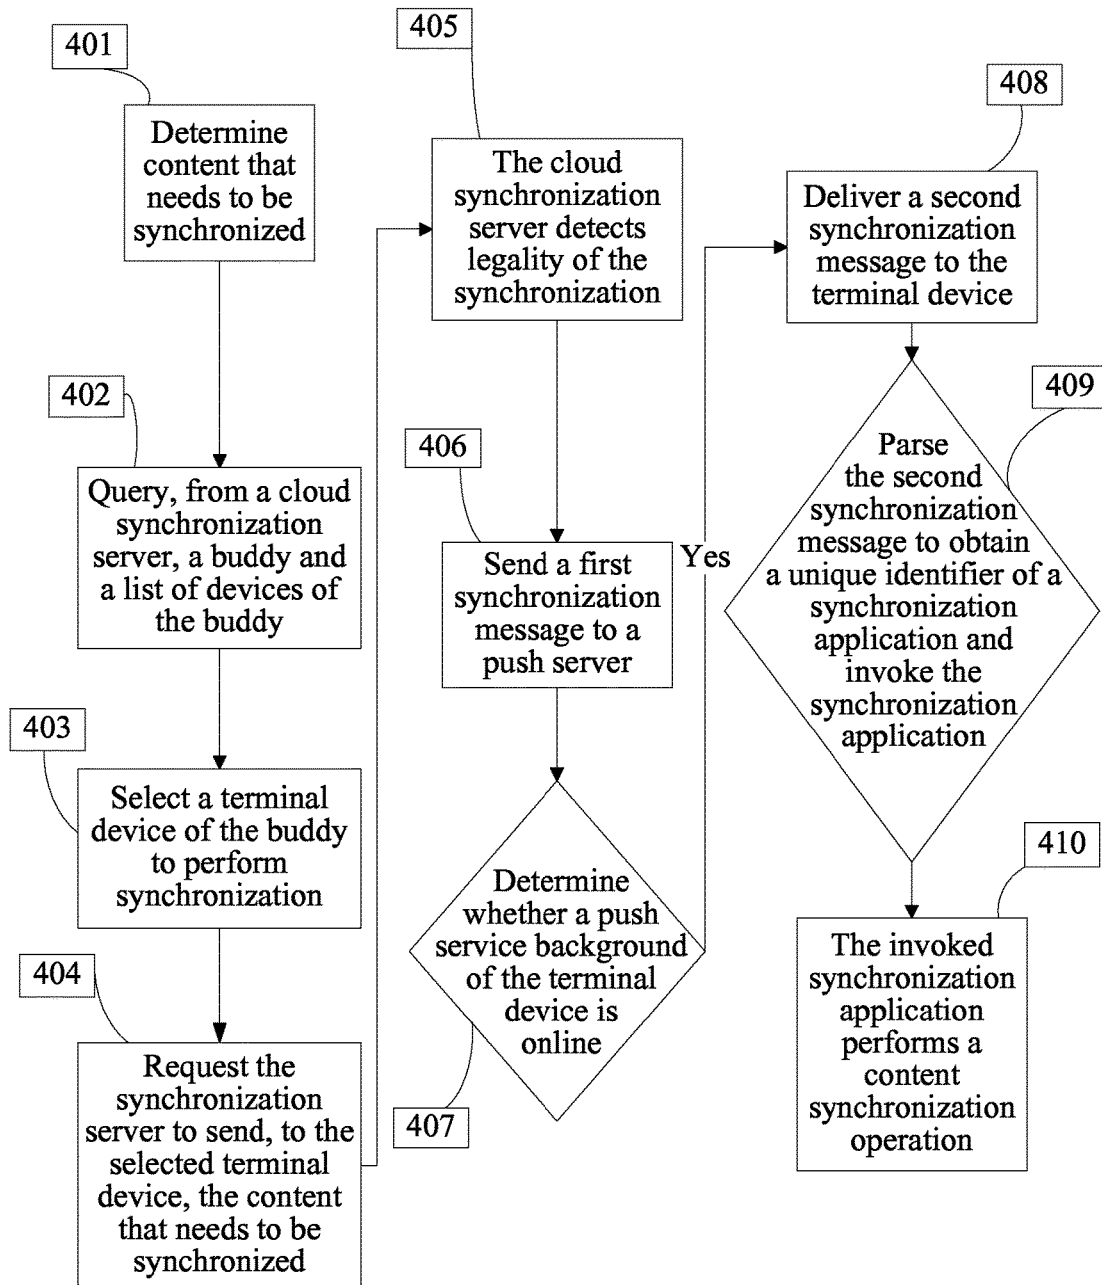 401
Determine
content that
needs to be
synchronized
402
Query, from a cloud
synchronization
server, a buddy and
a list of devices of
the buddy
403
Select a terminal
device of the buddy
to perform
synchronization
404
Request the
synchronization
server to send, to the
selected terminal
device, the content
that needs to be
synchronized
405
The cloud
synchronization
server detects
legality of the
synchronization
406
Send a first
synchronization
message to a
push server
Determine
whether a push
service background
of the terminal
device is
online
407
Yes
408
Deliver a second
synchronization
message to the
terminal device
409
Parse
the second
synchronization
message to obtain
a unique identifier of a
synchronization
application and
invoke the
synchronization
application
410
The invoked
synchronization
application
performs a
content
synchronization
operation